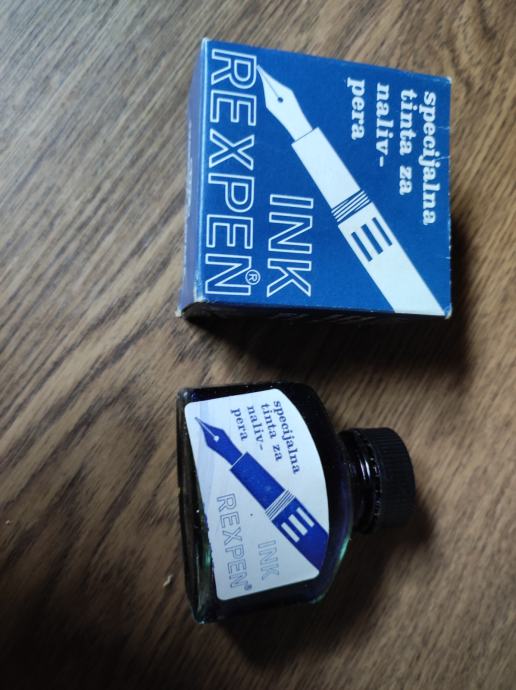 specijalna
tinta za
naliv-
pera
INK
REXPEN®
specijalna
tinta za
naliv-
pera
INK
REXPEN®